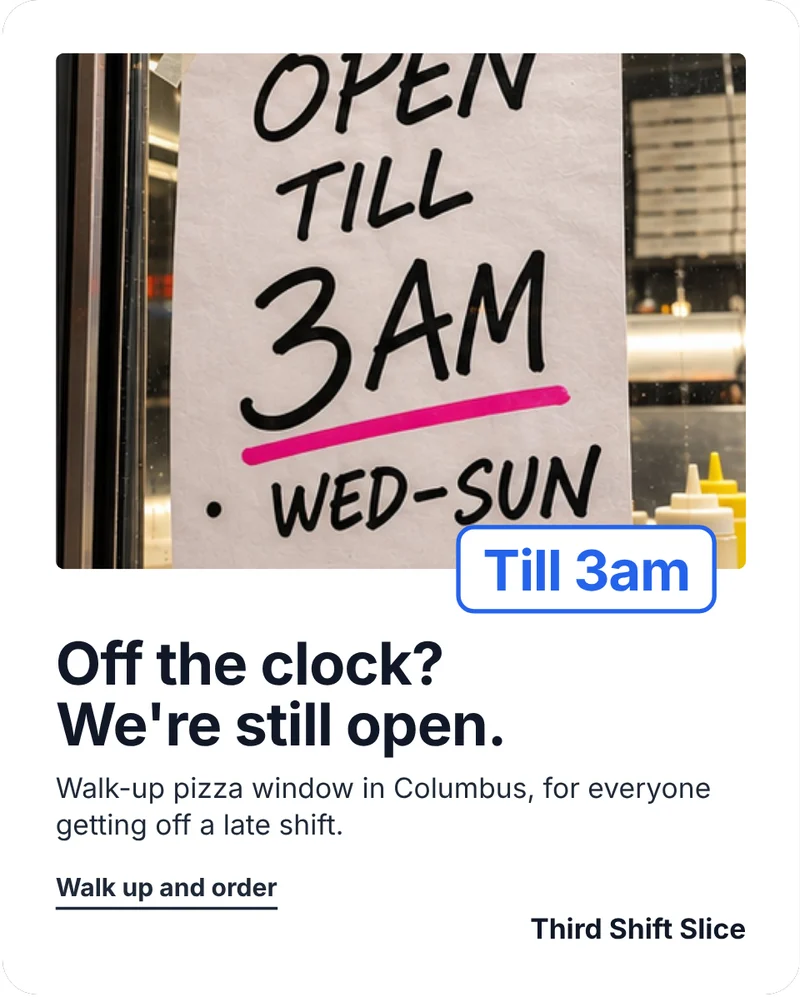 OPEN
TILL
3AM
• WED-SUN
Till 3am
Off the clock?
We're still open.
Walk-up pizza window in Columbus, for everyone
getting off a late shift.
Walk up and order
Third Shift Slice